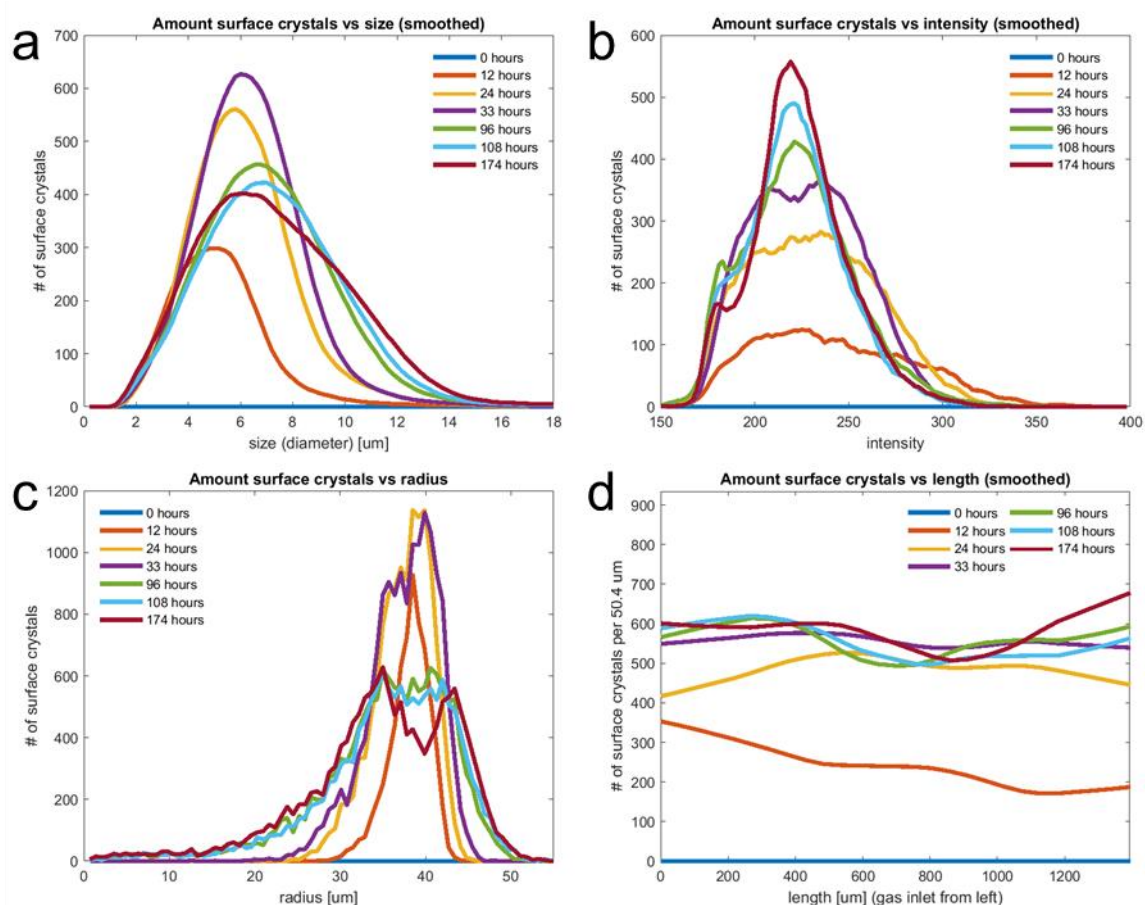 a
Amount surface crystals vs size (smoothed)
# of surface crystals
700
600
500
400
300
200
100
0
0 2 4 6 8 10 12 14 16 18
size (diameter) [um]
0 hours
12 hours
24 hours
33 hours
96 hours
108 hours
174 hours
b
Amount surface crystals vs intensity (smoothed)
# of surface crystals
600
500
400
300
200
100
0
150 200 250 300 350 400
intensity
0 hours
12 hours
24 hours
33 hours
96 hours
108 hours
174 hours
c
Amount surface crystals vs radius
# of surface crystals
1200
1000
800
600
400
200
0
0 10 20 30 40 50
radius [um]
0 hours
12 hours
24 hours
33 hours
96 hours
108 hours
174 hours
d
Amount surface crystals vs length (smoothed)
# of surface crystals per 50.4 um
900
800
700
600
500
400
300
200
100
0
0 200 400 600 800 1000 1200
length [um] (gas inlet from left)
0 hours
12 hours
24 hours
33 hours
96 hours
108 hours
174 hours